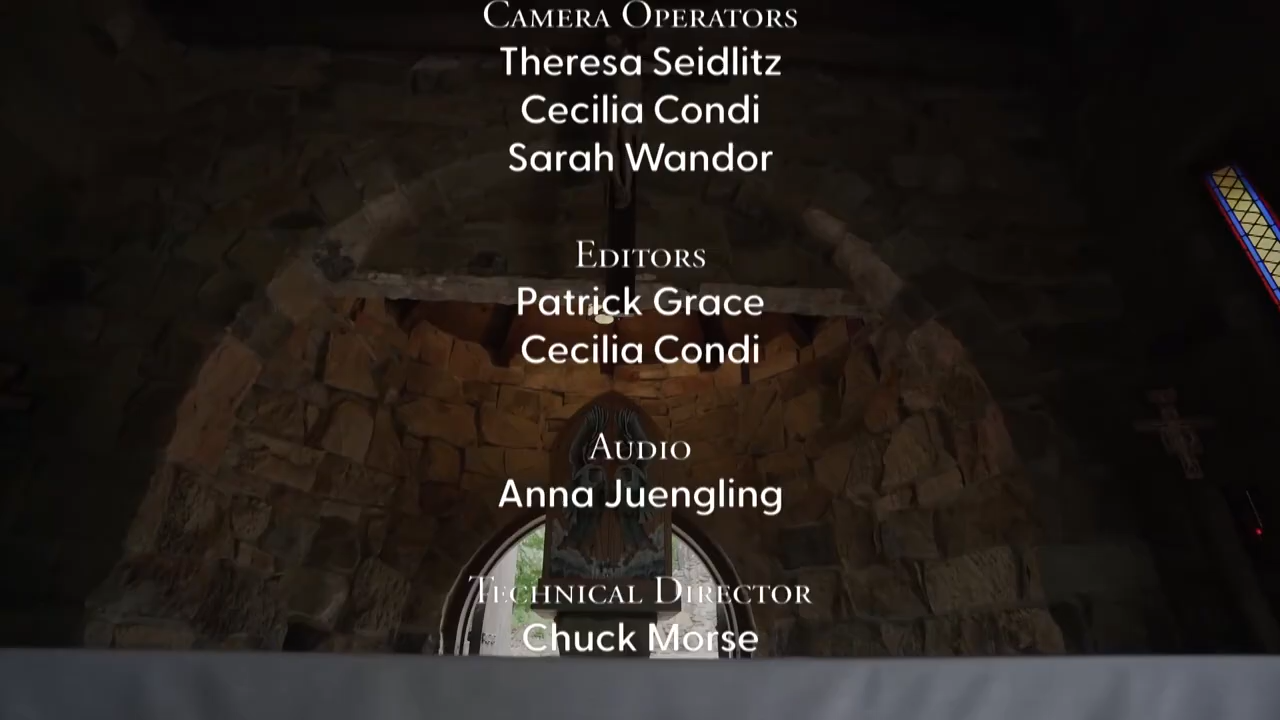 Camera Operators
Theresa Seidlitz
Cecilia Condi
Sarah Wandor
Editors
Patrick Grace
Cecilia Condi
Audio
Anna Juengling
Technical Director
Chuck Morse